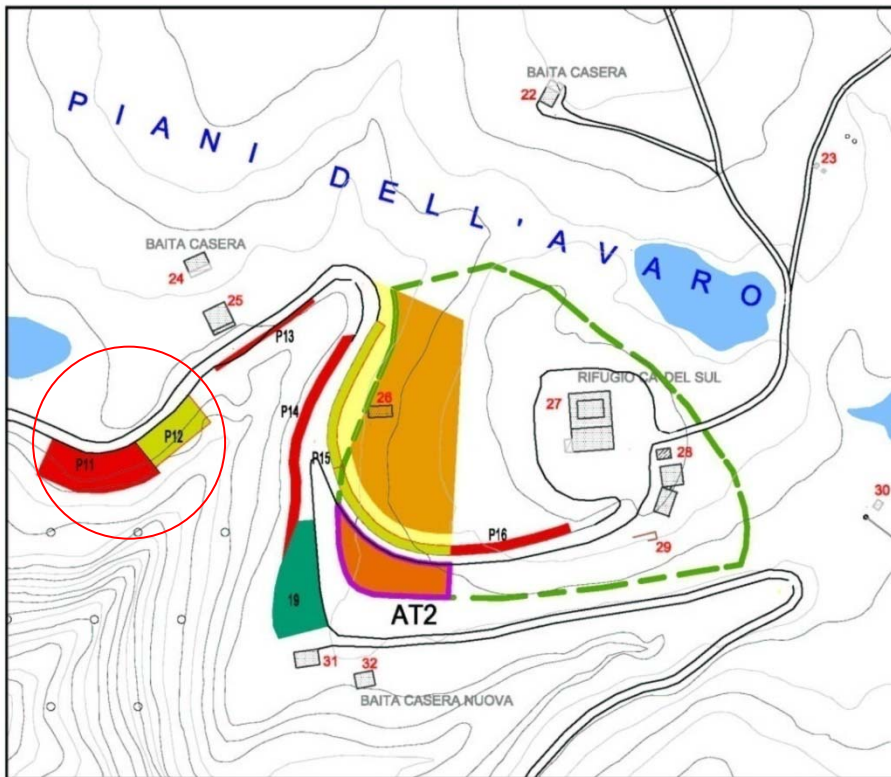 BAITA CASERA
22
PIANI DELL'AVARO
23
BAITA CASERA
24
25
P13
RIFUGIO CA' DEL SUL
26
27
P14
P12
P11
P15
28
30
P16
29
19
AT2
31
32
BAITA CASERA NUOVA